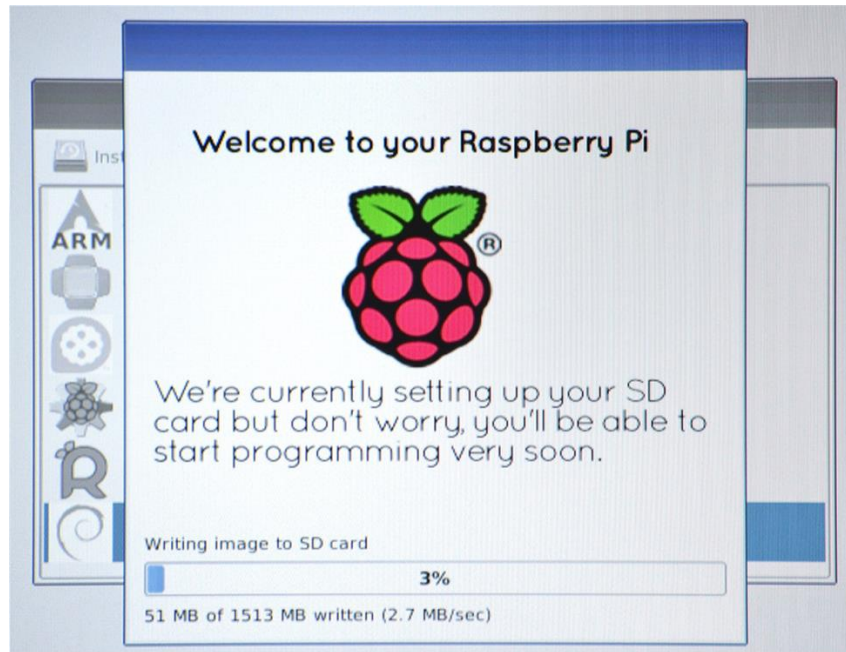 Welcome to your Raspberry Pi
®
Inst
ARM
We're currently setting up your SD
card but don't worry, you'll be able to
start programming very soon.
Writing image to SD card
3%
51 MB of 1513 MB written (2.7 MB/sec)